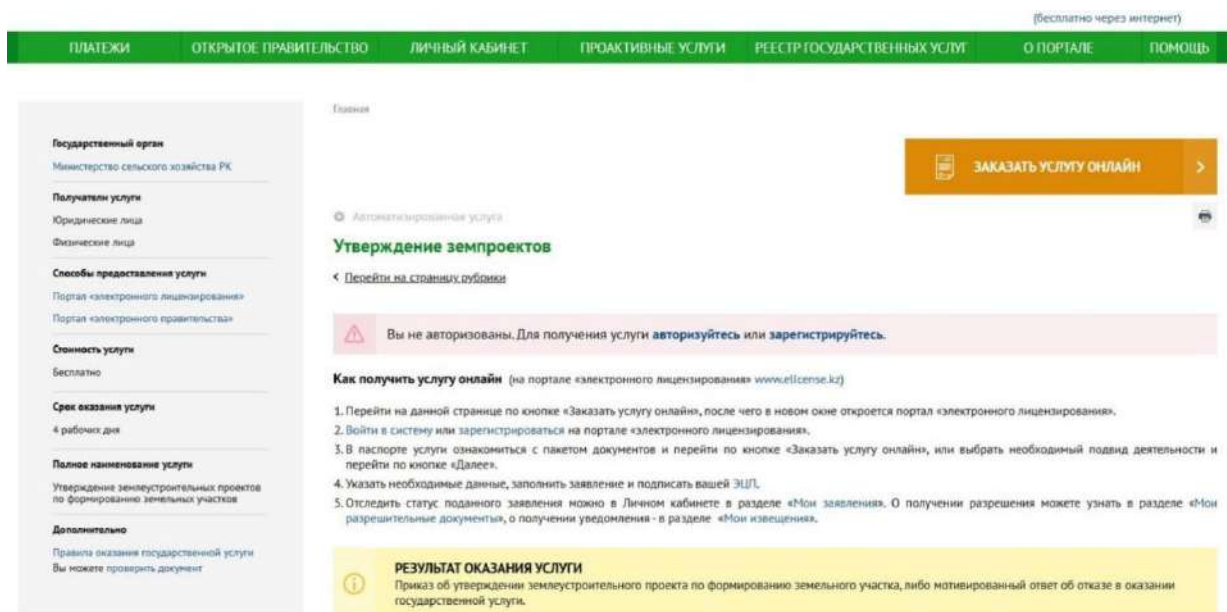 (бесплатно через интернет)
ПЛАТЕЖИ ОТКРЫТОЕ ПРАВИТЕЛЬСТВО ЛИЧНЫЙ КАБИНЕТ ПРОАКТИВНЫЕ УСЛУГИ РЕЕСТР ГОСУДАРСТВЕННЫХ УСЛУГ О ПОРТАЛЕ ПОМОЩЬ
Государственный орган
Министерство сельского хозяйства РК
Получатели услуги
Юридические лица
Физические лица
Способы предоставления услуги
Портал «электронного лицензирования»
Портал «электронного правительства»
Стоимость услуги
Бесплатно
Срок оказания услуги
4 рабочих дня
Полное наименование услуги
Утверждение землеустроительных проектов
по формированию земельных участков
Дополнительно
Правила оказания государственной услуги
Вы можете проверить документ
Главная
ЗАКАЗАТЬ УСЛУГУ ОНЛАЙН
Автоматизированная услуга
Утверждение земпроектов
Перейти на страницу рубрики
Вы не авторизованы. Для получения услуги авторизуйтесь или зарегистрируйтесь.
Как получить услугу онлайн (на портале «электронного лицензирования» www.elicense.kz)
1. Перейти на данной странице по кнопке «Заказать услугу онлайн», после чего в новом окне откроется портал «электронного лицензирования».
2. Войти в систему или зарегистрироваться на портале «электронного лицензирования».
3. В паспорте услуги ознакомиться с пакетом документов и перейти по кнопке «Заказать услугу онлайн», или выбрать необходимый подвид деятельности и
перейти по кнопке «Далее».
4. Указать необходимые данные, заполнить заявление и подписать вашей ЭЦП.
5. Отследить статус поданного заявления можно в Личном кабинете в разделе «Мои заявления». О получении разрешения можете узнать в разделе «Мои
разрешительные документы», о получении уведомления - в разделе «Мои извещения».
РЕЗУЛЬТАТ ОКАЗАНИЯ УСЛУГИ
Приказ об утверждении землеустроительного проекта по формированию земельного участка, либо мотивированный ответ об отказе в оказании
государственной услуги.